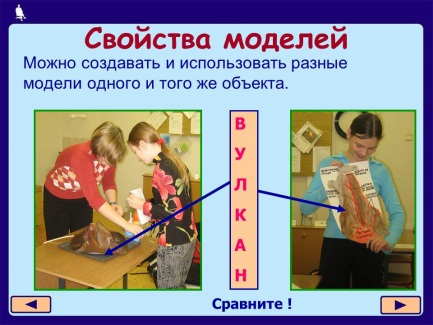 Свойства моделей
Можно создавать и использовать разные
модели одного и того же объекта.
В
У
Л
К
А
Н
Сравните !